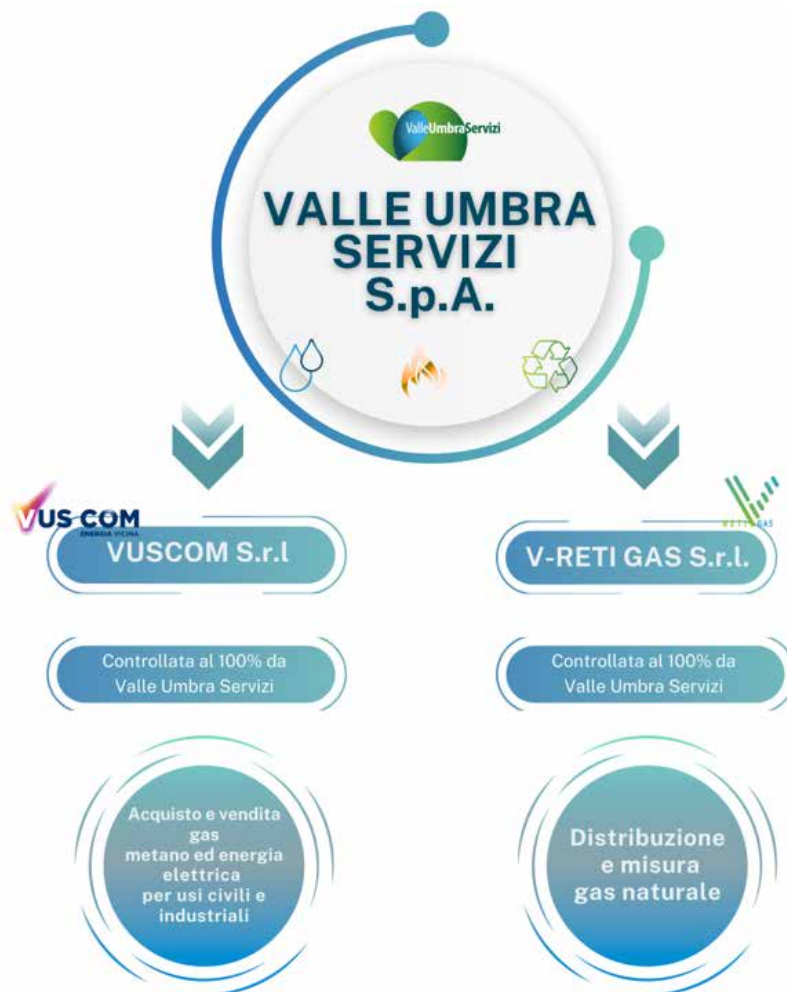 ValleUmbraServizi
VALLE UMBRA
SERVIZI
S.p.A.
VUS COM
ENERGIA VICINA
VUSCOM S.r.l
Controllata al 100% da
Valle Umbra Servizi
Acquisto e vendita
gas
metano ed energia
elettrica
per usi civili e
industriali
V-RETI GAS S.r.l.
Controllata al 100% da
Valle Umbra Servizi
Distribuzione
e misura
gas naturale